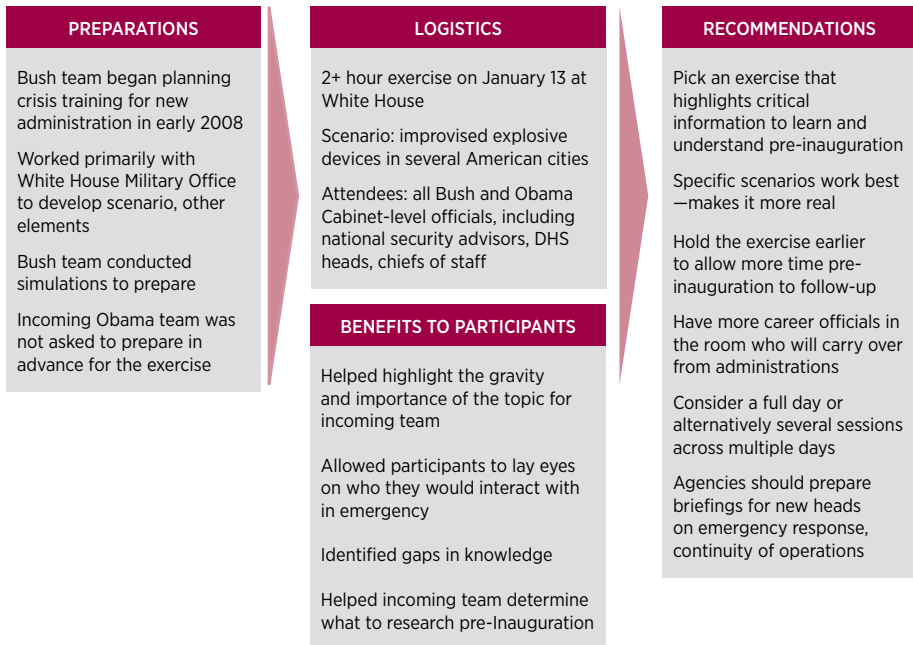 PREPARATIONS
Bush team began planning
crisis training for new
administration in early 2008
Worked primarily with
White House Military Office
to develop scenario, other
elements
Bush team conducted
simulations to prepare
Incoming Obama team was
not asked to prepare in
advance for the exercise
LOGISTICS
2+ hour exercise on January 13 at
White House
Scenario: improvised explosive
devices in several American cities
Attendees: all Bush and Obama
Cabinet-level officials, including
national security advisors, DHS
heads, chiefs of staff
BENEFITS TO PARTICIPANTS
Helped highlight the gravity
and importance of the topic for
incoming team
Allowed participants to lay eyes
on who they would interact with
in emergency
Identified gaps in knowledge
Helped incoming team determine
what to research pre-Inauguration
RECOMMENDATIONS
Pick an exercise that
highlights critical
information to learn and
understand pre-inauguration
Specific scenarios work best
—makes it more real
Hold the exercise earlier
to allow more time pre-
inauguration to follow-up
Have more career officials in
the room who will carry over
from administrations
Consider a full day or
alternatively several sessions
across multiple days
Agencies should prepare
briefings for new heads
on emergency response,
continuity of operations